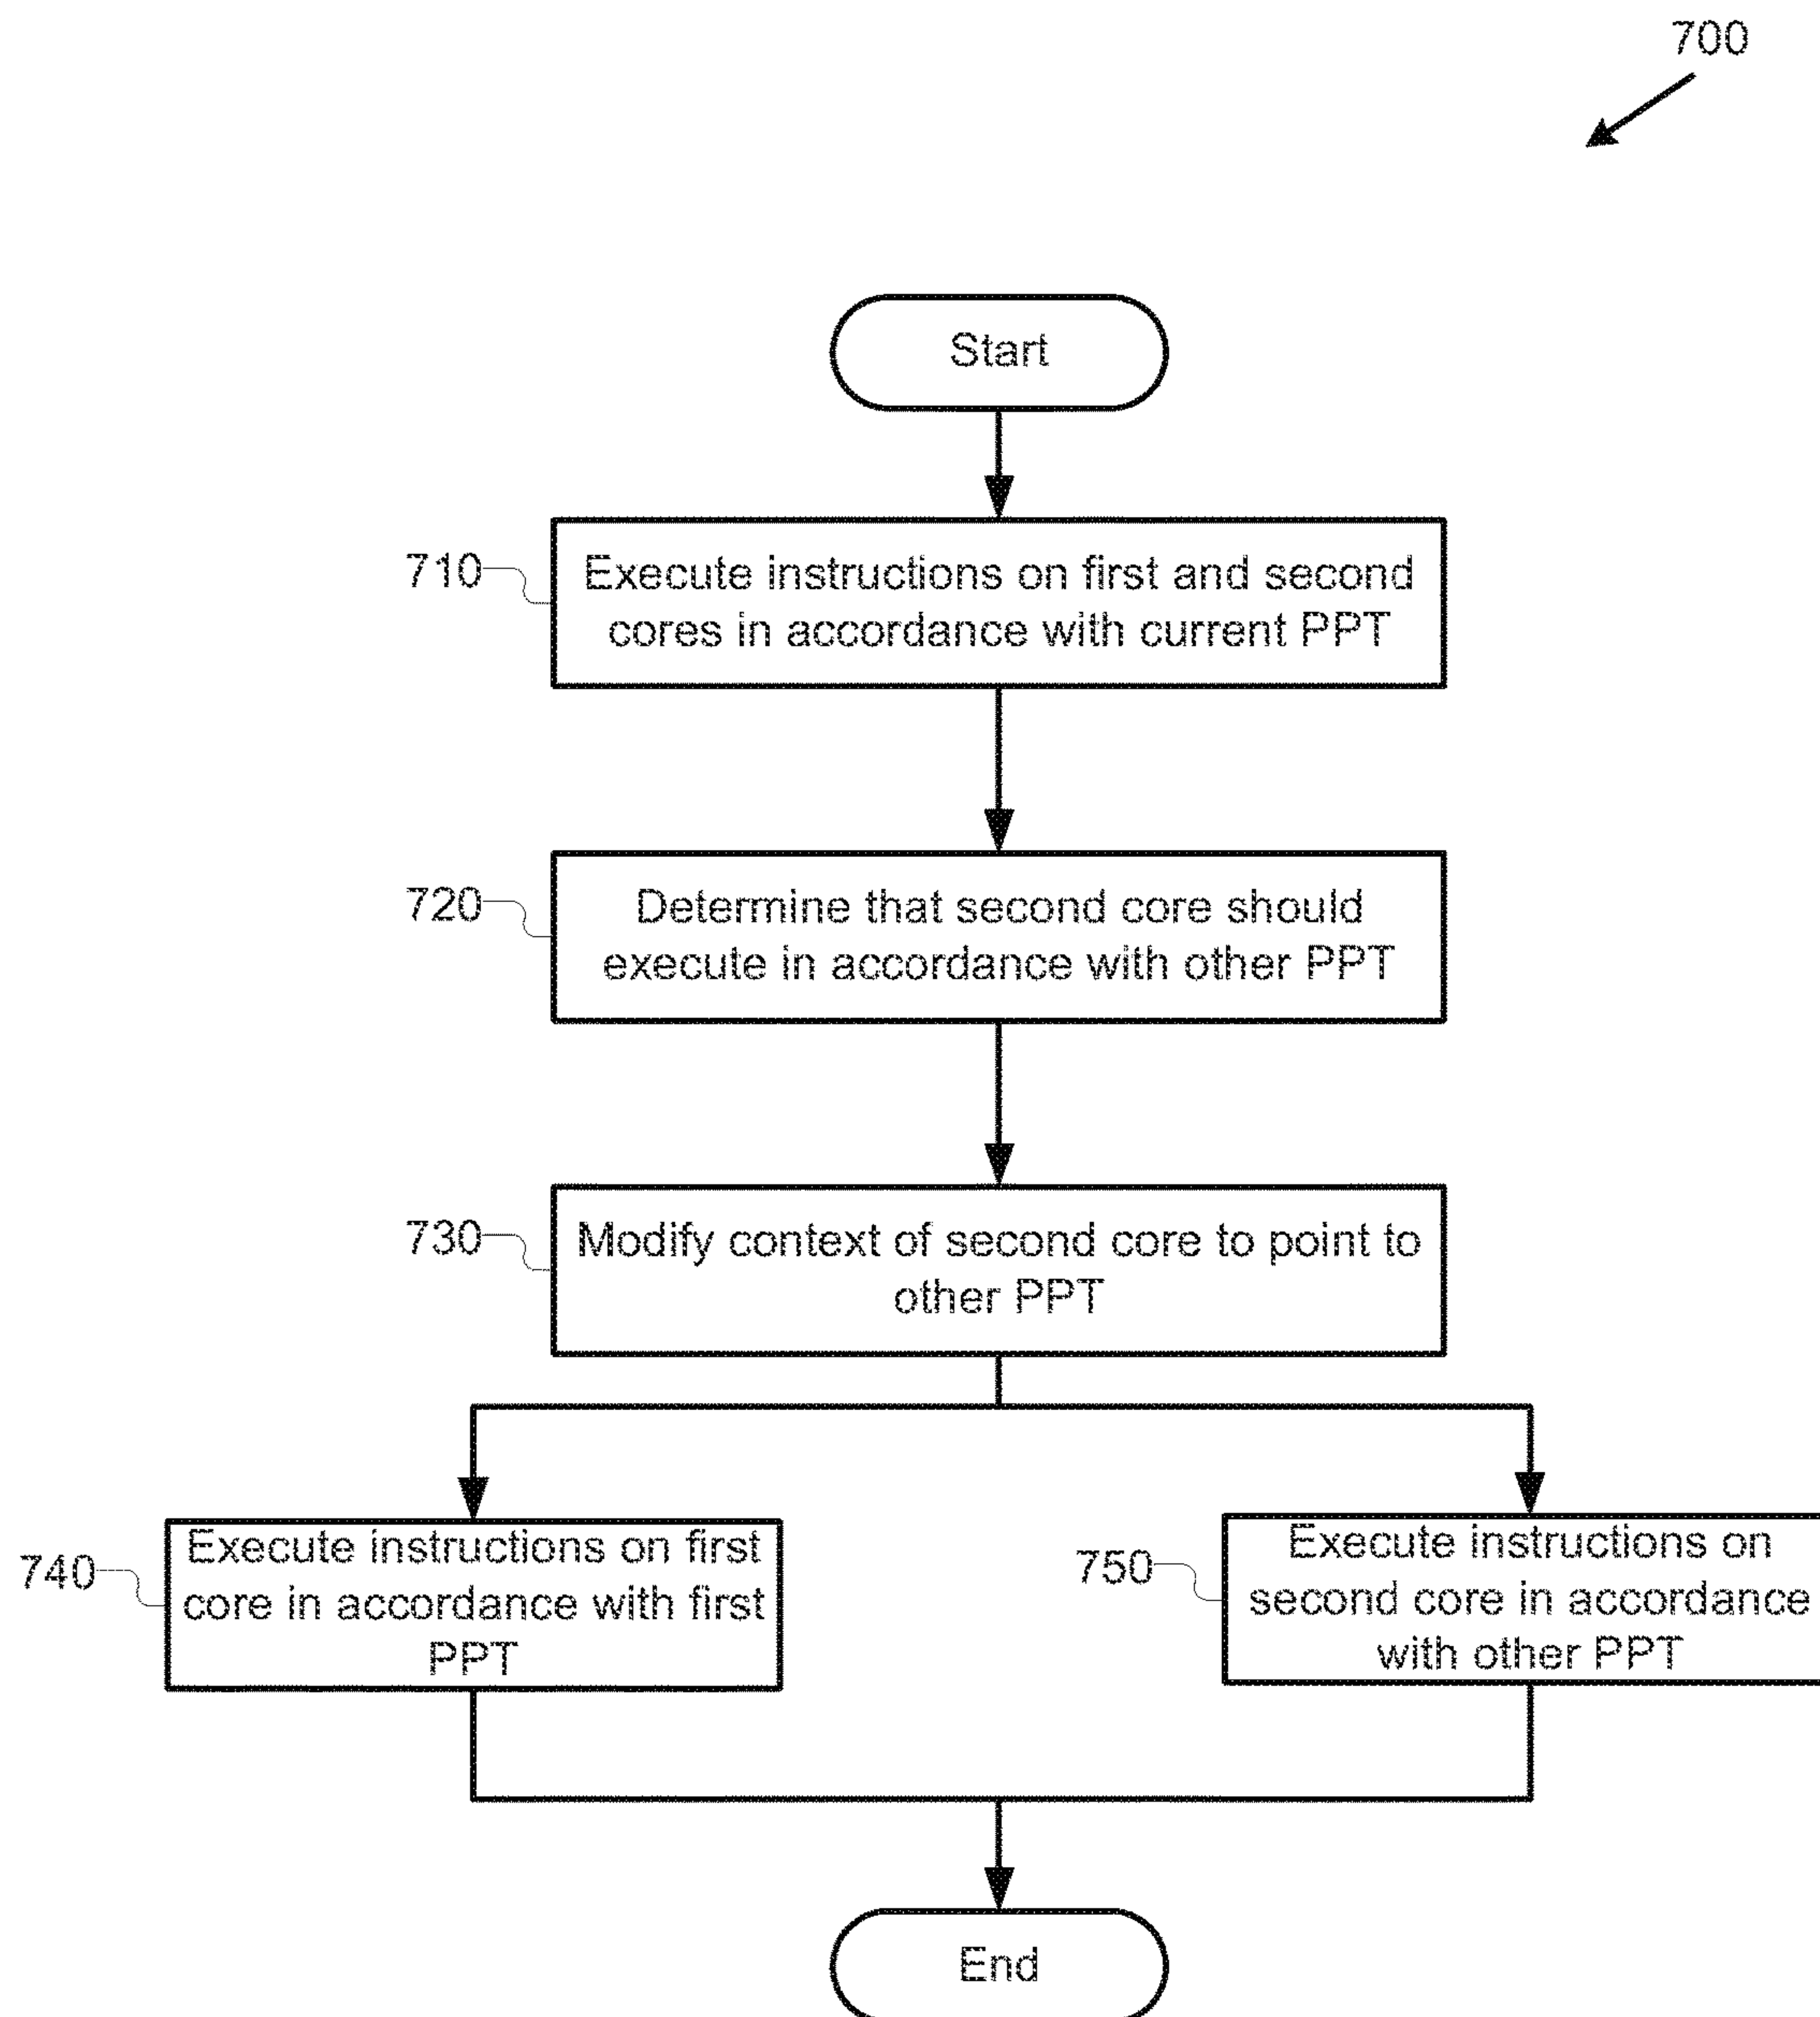 700
Start
710
Execute instructions on first and second
cores in accordance with current PPT
720
Determine that second core should
execute in accordance with other PPT
730
Modify context of second core to point to
other PPT
740
Execute instructions on first
core in accordance with first
PPT
750
Execute instructions on
second core in accordance
with other PPT
End